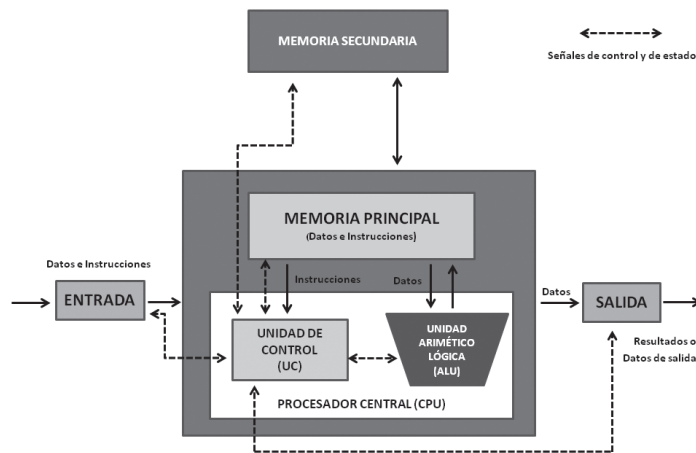 MEMORIA SECUNDARIA
Señales de control y de estado
MEMORIA PRINCIPAL
(Datos e Instrucciones)
Datos e Instrucciones
Instrucciones
Datos
ENTRADA
Datos
SALIDA
UNIDAD DE
CONTROL
(UC)
UNIDAD
ARIMÉTICO
LÓGICA
(ALU)
Resultados o
Datos de salida
PROCESADOR CENTRAL (CPU)